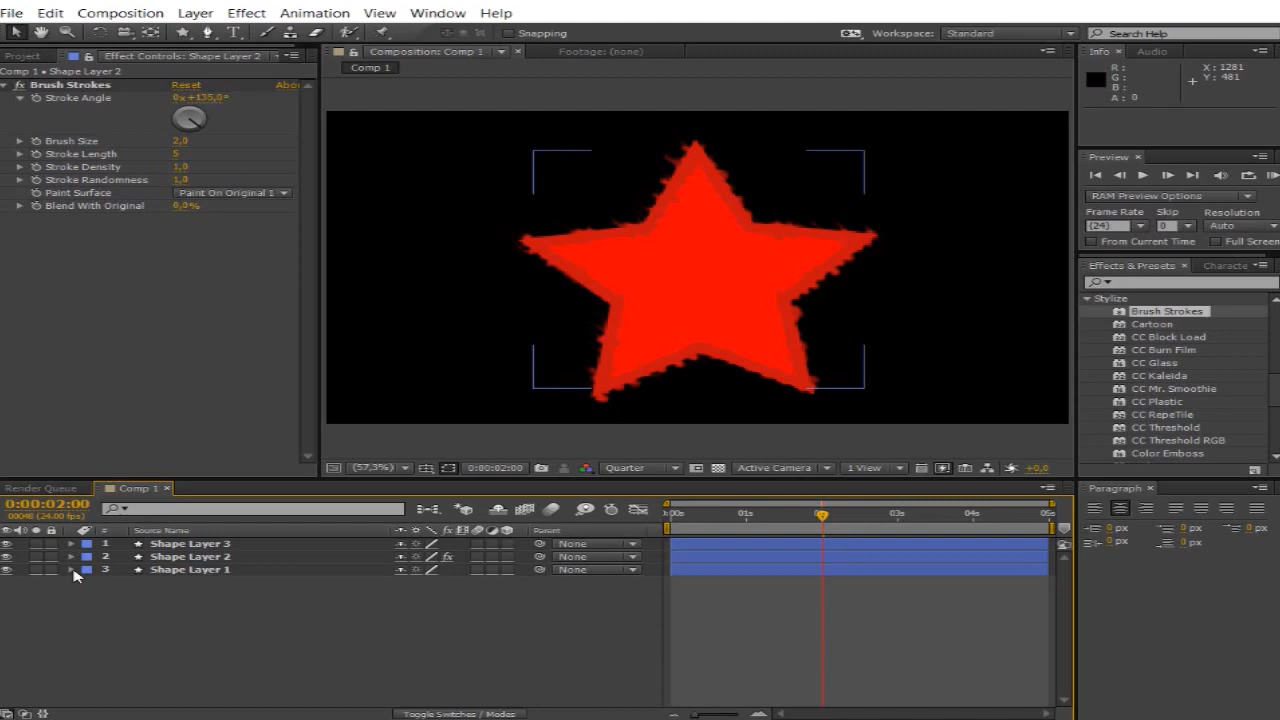 File Edit Composition Layer Effect Animation View Window Help
Snapping Workspace: Standard Search Help
Project Effect Controls: Shape Layer 2 Composition: Comp 1 Footage: (none) Info Audio
Comp 1 • Shape Layer 2
Comp 1
R: X: 1281
G: Y: 481
B:
A: 0
fx Brush Strokes Reset Abo
Stroke Angle 0x+135,0°
Brush Size 2,0
Stroke Length 5
Stroke Density 1,0
Stroke Randomness 1,0
Paint Surface Paint On Original I
Blend With Original 0,0%
Preview
RAM Preview Options
Frame Rate Skip Resolution
(24) 0 Auto
From Current Time Full Screen
Effects & Presets Characte
Stylize
Brush Strokes
Cartoon
CC Block Load
CC Burn Film
CC Glass
CC Kaleida
CC Mr. Smoothie
CC Plastic
CC RepeTile
CC Threshold
CC Threshold RGB
Color Emboss
(57,3%) 0:00:02:00 Quarter Active Camera 1 View +0,0
Render Queue Comp 1
0:00:02:00
00048 (24.00 fps)
# Source Name Parent
:00s 01s 03s 04s 05s
1 Shape Layer 3 None
2 Shape Layer 2 fx None
3 Shape Layer 1 None
Toggle Switches / Modes
Paragraph
0 px 0 px 0 px
0 px 0 px